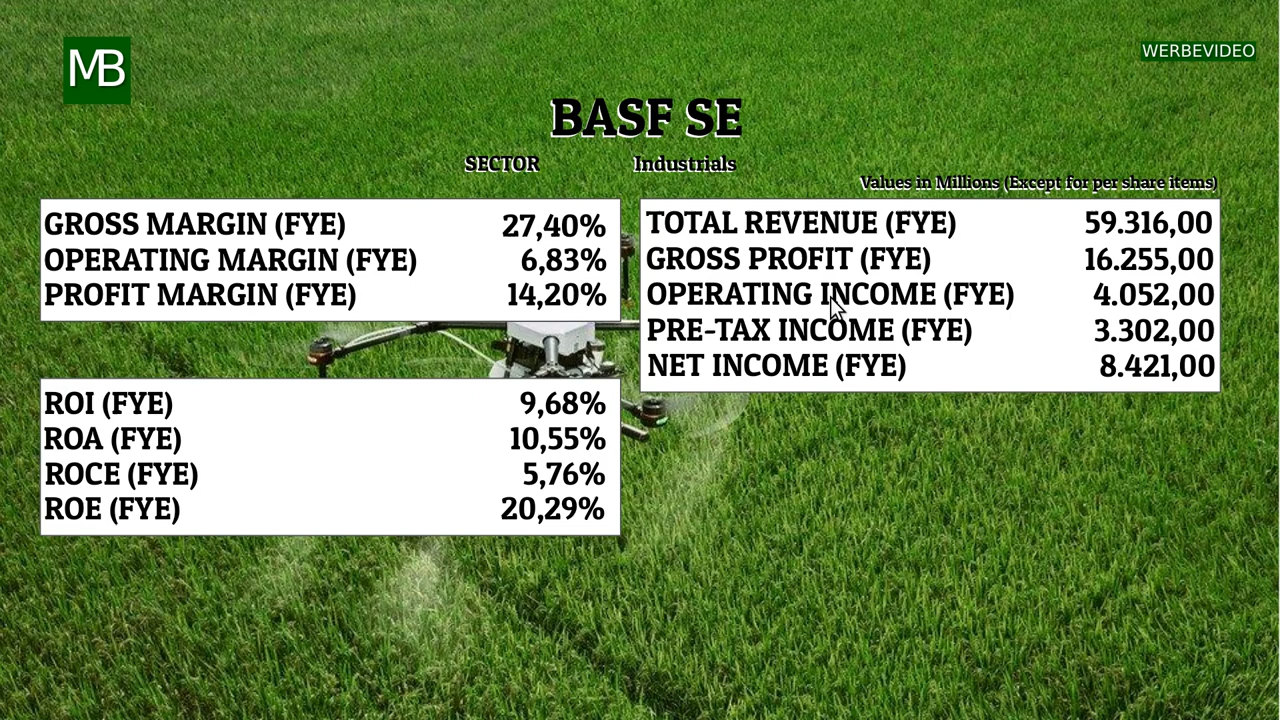 MB
WERBEVIDEO
BASF SE
SECTOR Industrials
Values in Millions (Except for per share items)
GROSS MARGIN (FYE) 27,40%
OPERATING MARGIN (FYE) 6,83%
PROFIT MARGIN (FYE) 14,20%
ROI (FYE) 9,68%
ROA (FYE) 10,55%
ROCE (FYE) 5,76%
ROE (FYE) 20,29%
TOTAL REVENUE (FYE) 59.316,00
GROSS PROFIT (FYE) 16.255,00
OPERATING INCOME (FYE) 4.052,00
PRE-TAX INCOME (FYE) 3.302,00
NET INCOME (FYE) 8.421,00